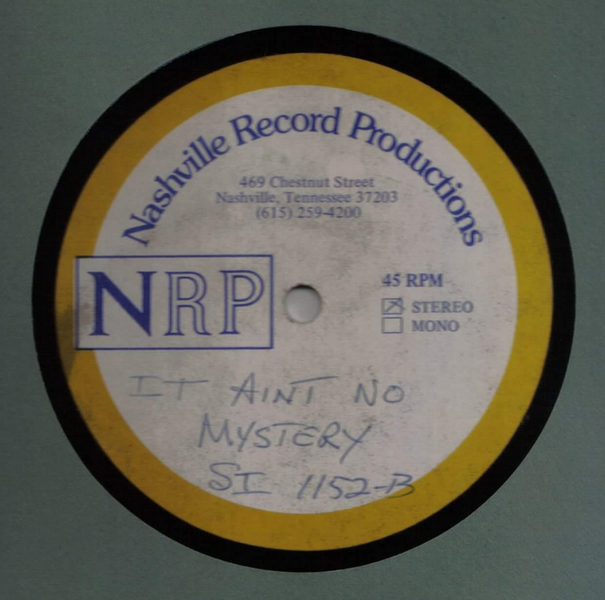 Nashville Record Productions
469 Chestnut Street
Nashville, Tennessee 37203
(615) 259-4200
NRP
45 RPM
STEREO
MONO
IT AINT NO
MYSTERY
SI 1152-B